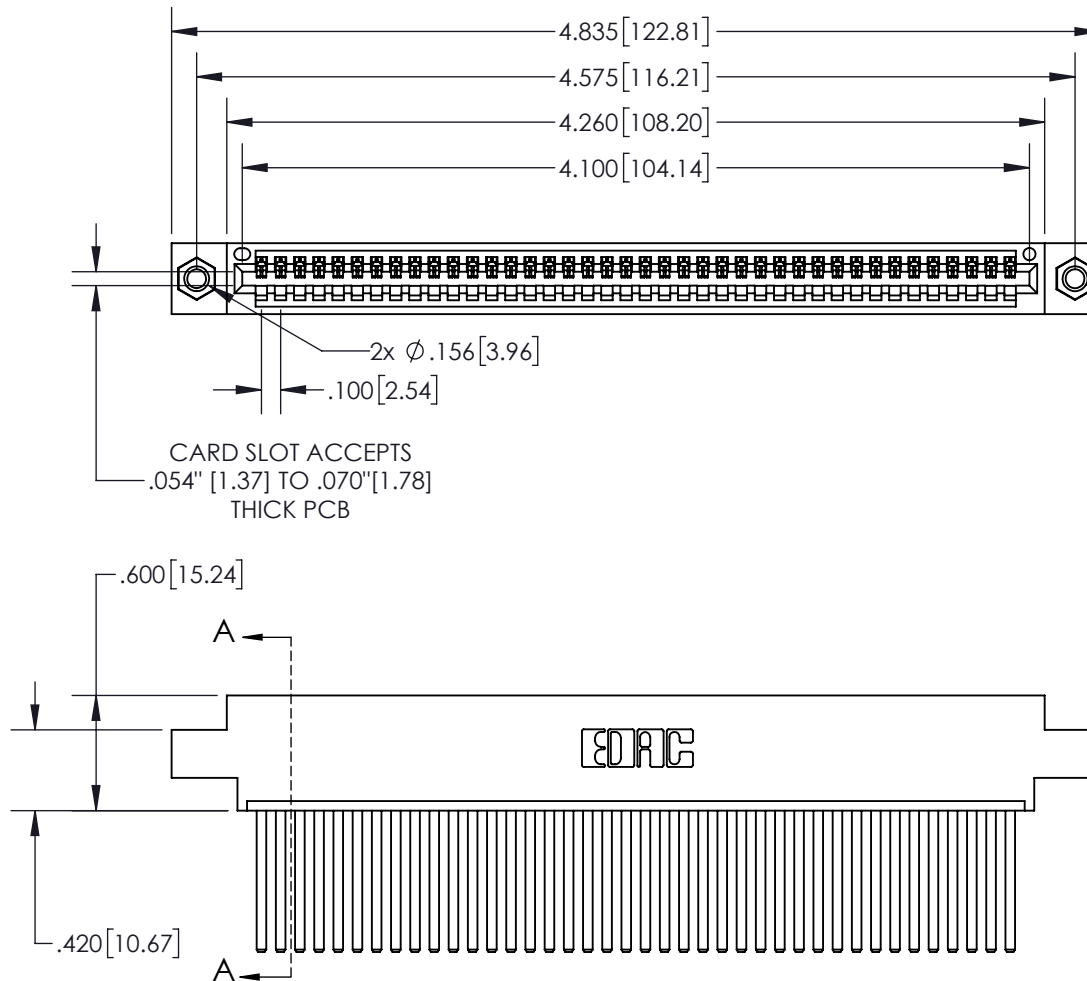 4.835[122.81]
4.575[116.21]
4.260[108.20]
4.100[104.14]
2x Ø.156[3.96]
.100[2.54]
CARD SLOT ACCEPTS
.054" [1.37] TO .070"[1.78]
THICK PCB
.600[15.24]
A
EDAC
.420[10.67]
A